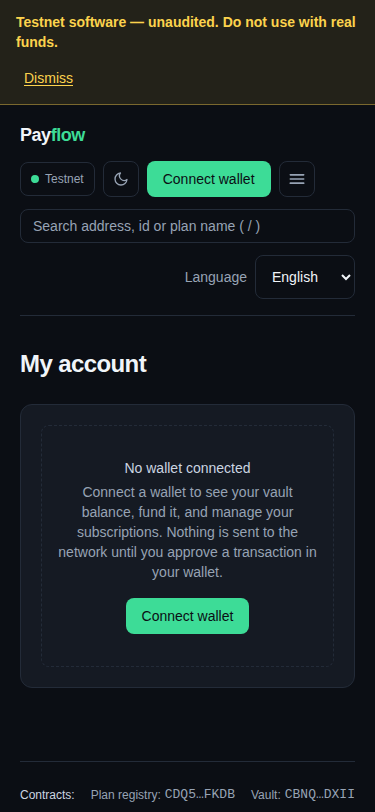 Testnet software — unaudited. Do not use with real
funds.
Dismiss
Payflow
Testnet
Connect wallet
Search address, id or plan name ( / )
Language
English
My account
No wallet connected
Connect a wallet to see your vault
balance, fund it, and manage your
subscriptions. Nothing is sent to the
network until you approve a transaction in
your wallet.
Connect wallet
Contracts: Plan registry: CDQ5…FKDB Vault: CBNQ…DXII